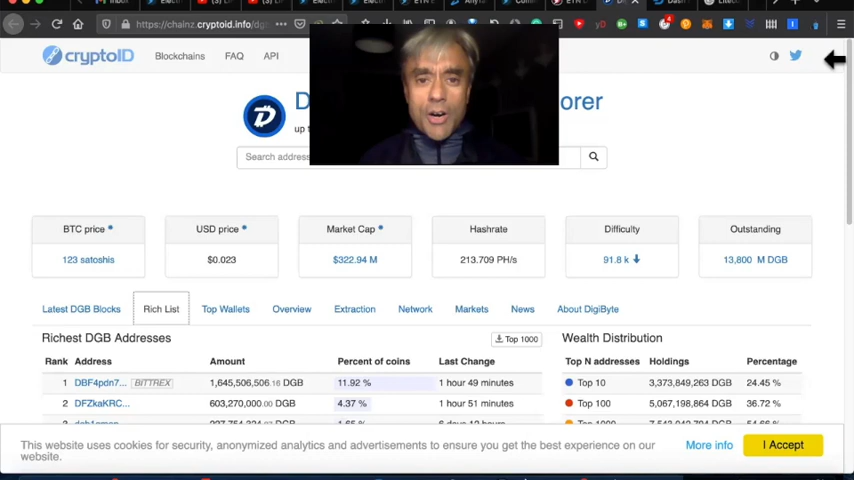 Inbox
https://chainz.cryptoid.info/dg
cryptoID Blockchains FAQ API
D orer
up t
Search addres
BTC price USD price Market Cap Hashrate Difficulty Outstanding
123 satoshis $0.023 $322.94 M 213.709 PH/s 91.8 k 13,800 M DGB
Latest DGB Blocks Rich List Top Wallets Overview Extraction Network Markets News About DigiByte
Richest DGB Addresses Top 1000 Wealth Distribution
Rank Address Amount Percent of coins Last Change Top N addresses Holdings Percentage
1 DBF4pdn7... BITTREX 1,645,506,506.16 DGB 11.92 % 1 hour 49 minutes Top 10 3,373,849,263 DGB 24.45 %
2 DFZkaKRC... 603,270,000.00 DGB 4.37 % 1 hour 51 minutes Top 100 5,067,198,864 DGB 36.72 %
This website uses cookies for security, anonymized analytics and advertisements to ensure you get the best experience on our
website.
More info I Accept